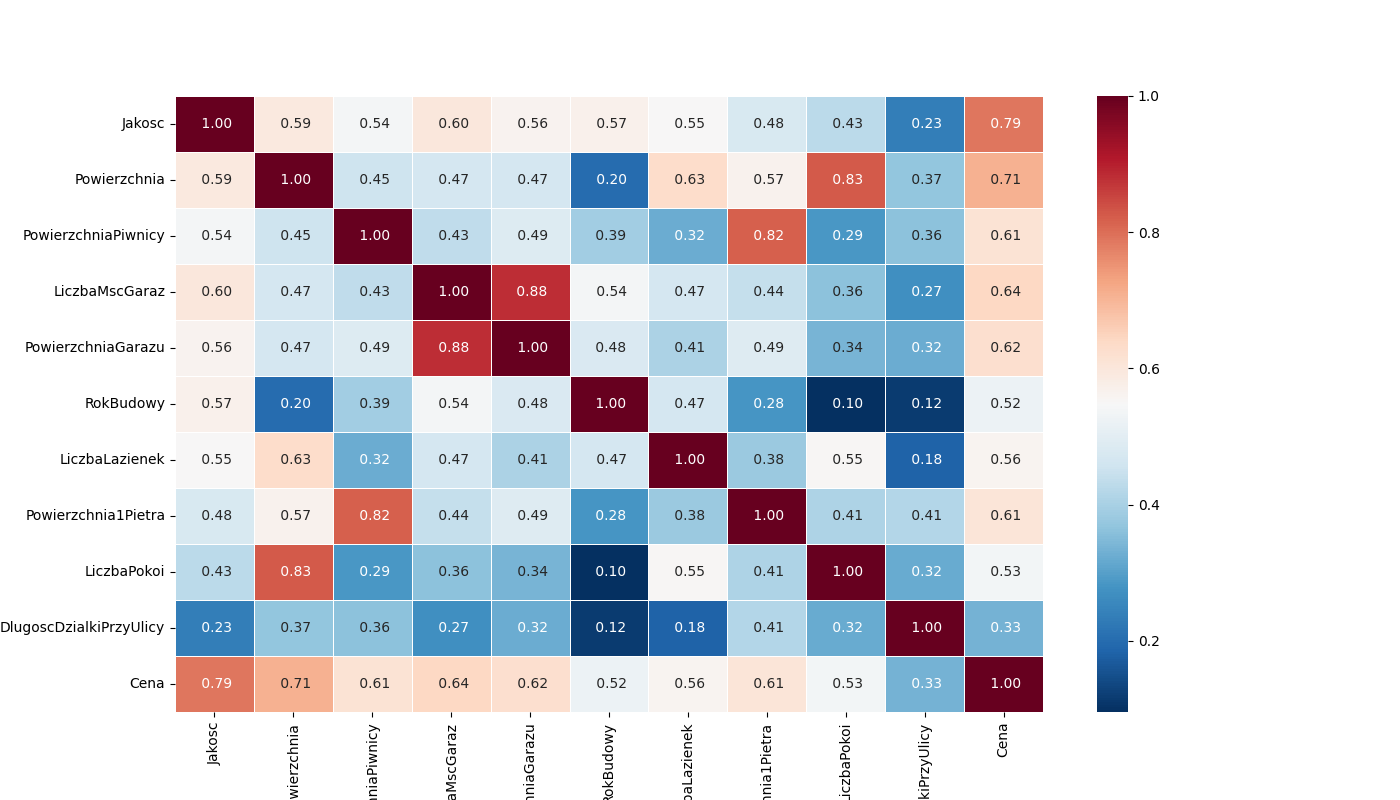 Jakosc 1.00 0.59 0.54 0.60 0.56 0.57 0.55 0.48 0.43 0.23 0.79
Powierzchnia 0.59 1.00 0.45 0.47 0.47 0.20 0.63 0.57 0.83 0.37 0.71
PowierzchniaPiwnicy 0.54 0.45 1.00 0.43 0.49 0.39 0.32 0.82 0.29 0.36 0.61
LiczbaMscGaraz 0.60 0.47 0.43 1.00 0.88 0.54 0.47 0.44 0.36 0.27 0.64
PowierzchniaGarazu 0.56 0.47 0.49 0.88 1.00 0.48 0.41 0.49 0.34 0.32 0.62
RokBudowy 0.57 0.20 0.39 0.54 0.48 1.00 0.47 0.28 0.10 0.12 0.52
LiczbaLazienek 0.55 0.63 0.32 0.47 0.41 0.47 1.00 0.38 0.55 0.18 0.56
Powierzchnia1Pietra 0.48 0.57 0.82 0.44 0.49 0.28 0.38 1.00 0.41 0.41 0.61
LiczbaPokoi 0.43 0.83 0.29 0.36 0.34 0.10 0.55 0.41 1.00 0.32 0.53
DlugoscDzialkiPrzyUlicy 0.23 0.37 0.36 0.27 0.32 0.12 0.18 0.41 0.32 1.00 0.33
Cena 0.79 0.71 0.61 0.64 0.62 0.52 0.56 0.61 0.53 0.33 1.00
Jakosc
wierzchnia
hniaPiwnicy
aMscGaraz
hniaGarazu
RokBudowy
baLazienek
hnia1Pietra
LiczbaPokoi
kiPrzyUlicy
Cena
1.0
0.8
0.6
0.4
0.2